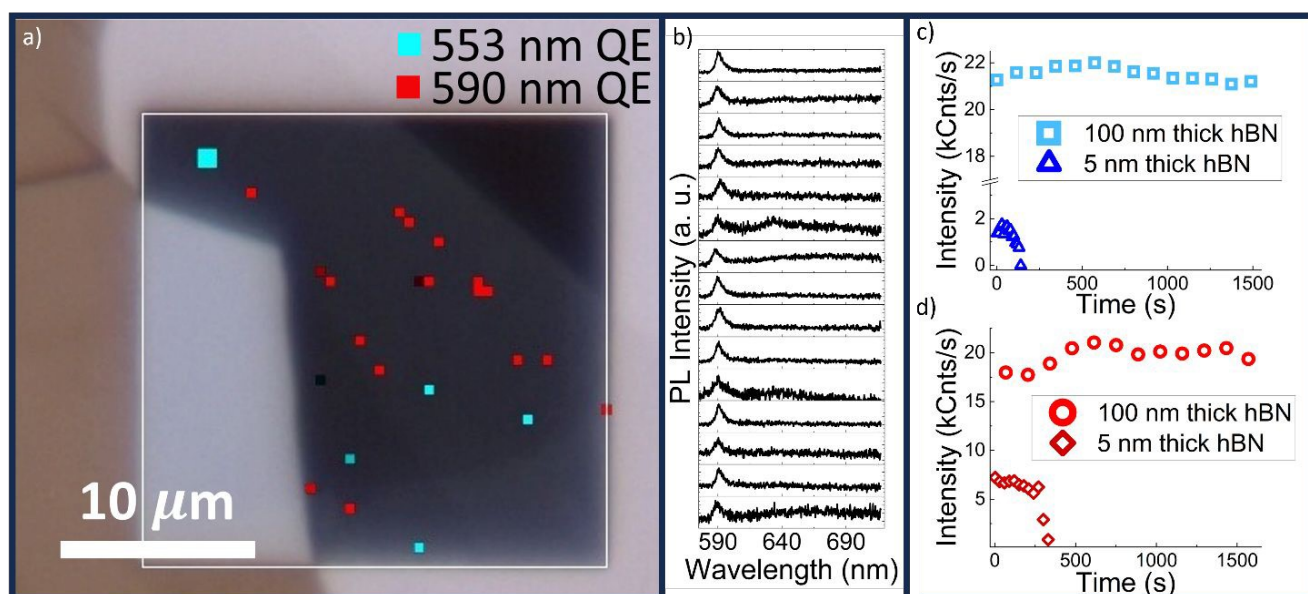 a)
553 nm QE
590 nm QE
10 μm
b)
PL Intensity (a. u.)
590 640 690
Wavelength (nm)
c)
Intensity (kCnts/s)
22
20
18
16
2
0
100 nm thick hBN
5 nm thick hBN
0 500 1000 1500
Time (s)
d)
Intensity (kCnts/s)
20
15
10
5
100 nm thick hBN
5 nm thick hBN
0 500 1000 1500
Time (s)